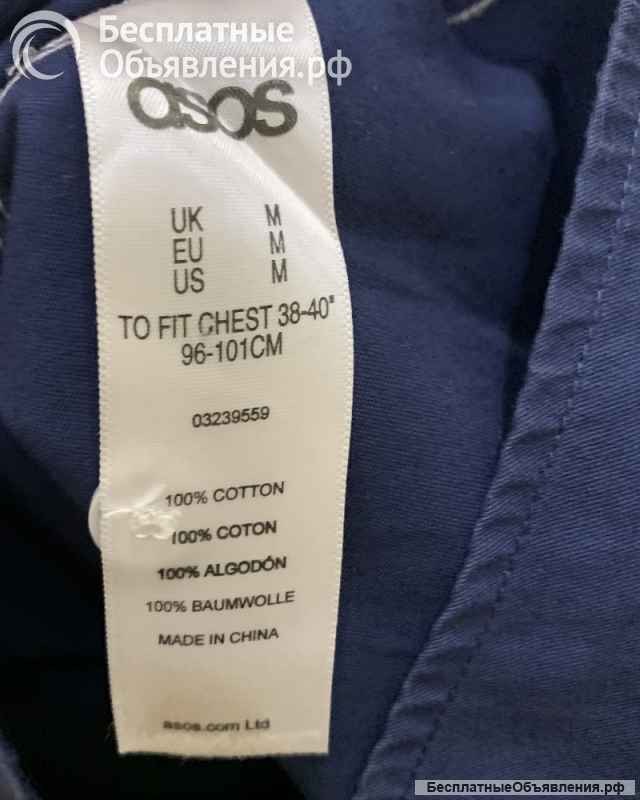 Бесплатные
Объявления.рф
asos
UK M
EU M
US M
TO FIT CHEST 38-40"
96-101CM
03239559
100% COTTON
100% COTON
100% ALGODÓN
100% BAUMWOLLE
MADE IN CHINA
asos.com Ltd
БесплатныеОбъявления.рф